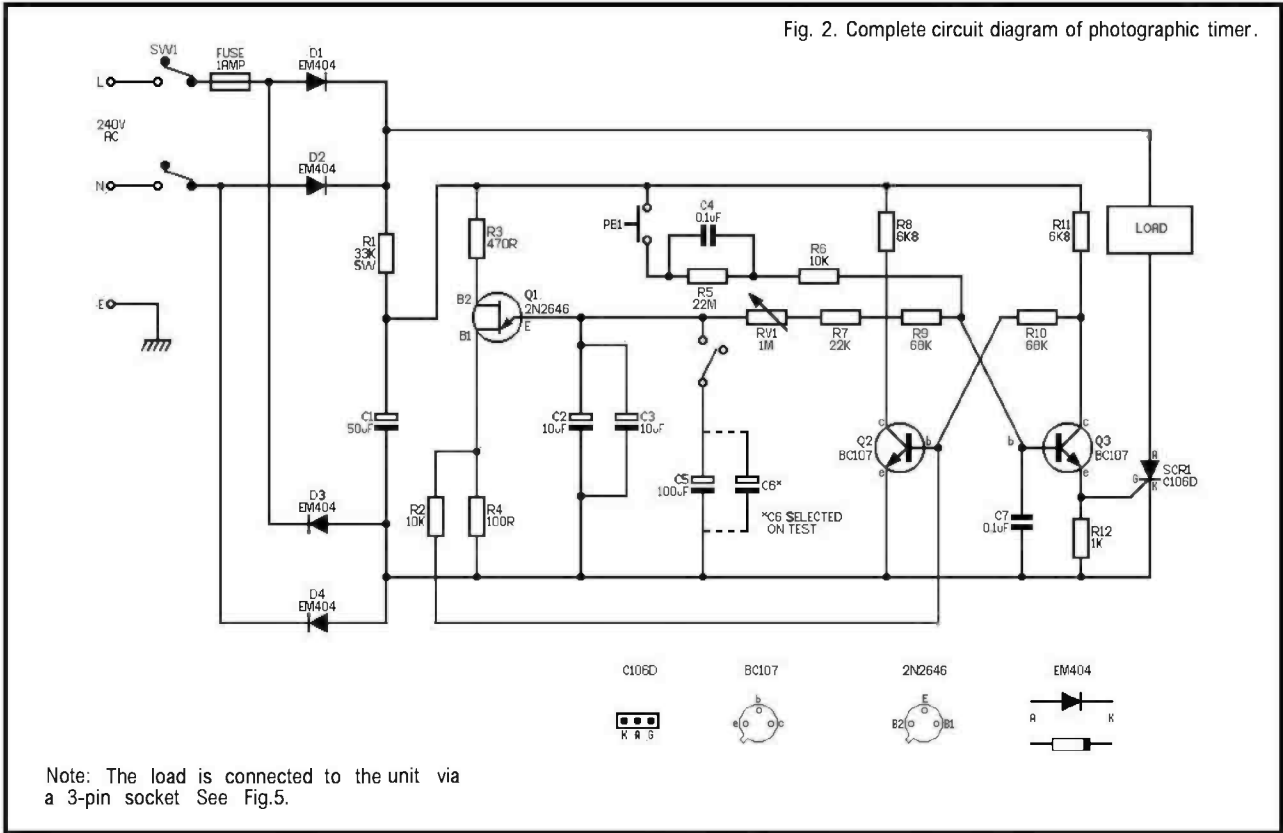 Fig. 2. Complete circuit diagram of photographic timer.
SW1
FUSE
1AMP
D1
EM404
L
240V
AC
D2
EM404
N
R1
33K
5W
R3
470R
PB1
C4
0.1uF
R5
22M
R6
10K
R8
6K8
R11
6K8
LOAD
E
B2
B1
Q1
2N2646
E
RV1
1M
R7
22K
R9
68K
R10
68K
C1
50uF
C2
10uF
C3
10uF
Q2
BC107
c
b
e
b
c
e
Q3
BC107
A
G
K
SCR1
C106D
D3
EM404
R2
10K
R4
100R
C5
100uF
C6*
*C6 SELECTED
ON TEST
C7
0.1uF
R12
1K
D4
EM404
C106D
K A G
BC107
b
e
c
2N2646
E
B2
B1
EM404
A
K
Note: The load is connected to the unit via
a 3-pin socket See Fig.5.